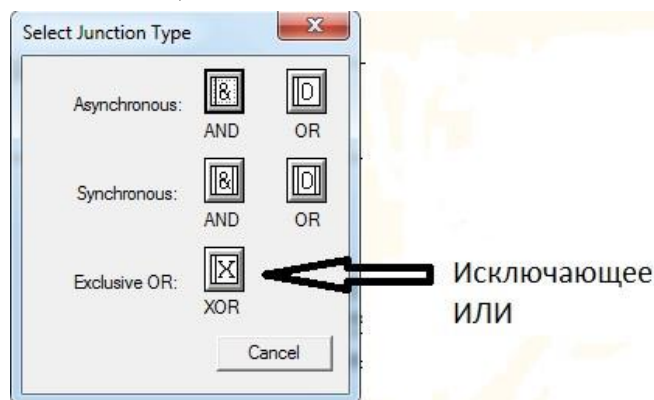 Select Junction Type
Asynchronous:
& O
AND OR
Synchronous:
& O
AND OR
Exclusive OR:
X
XOR
Исключающее
ИЛИ
Cancel